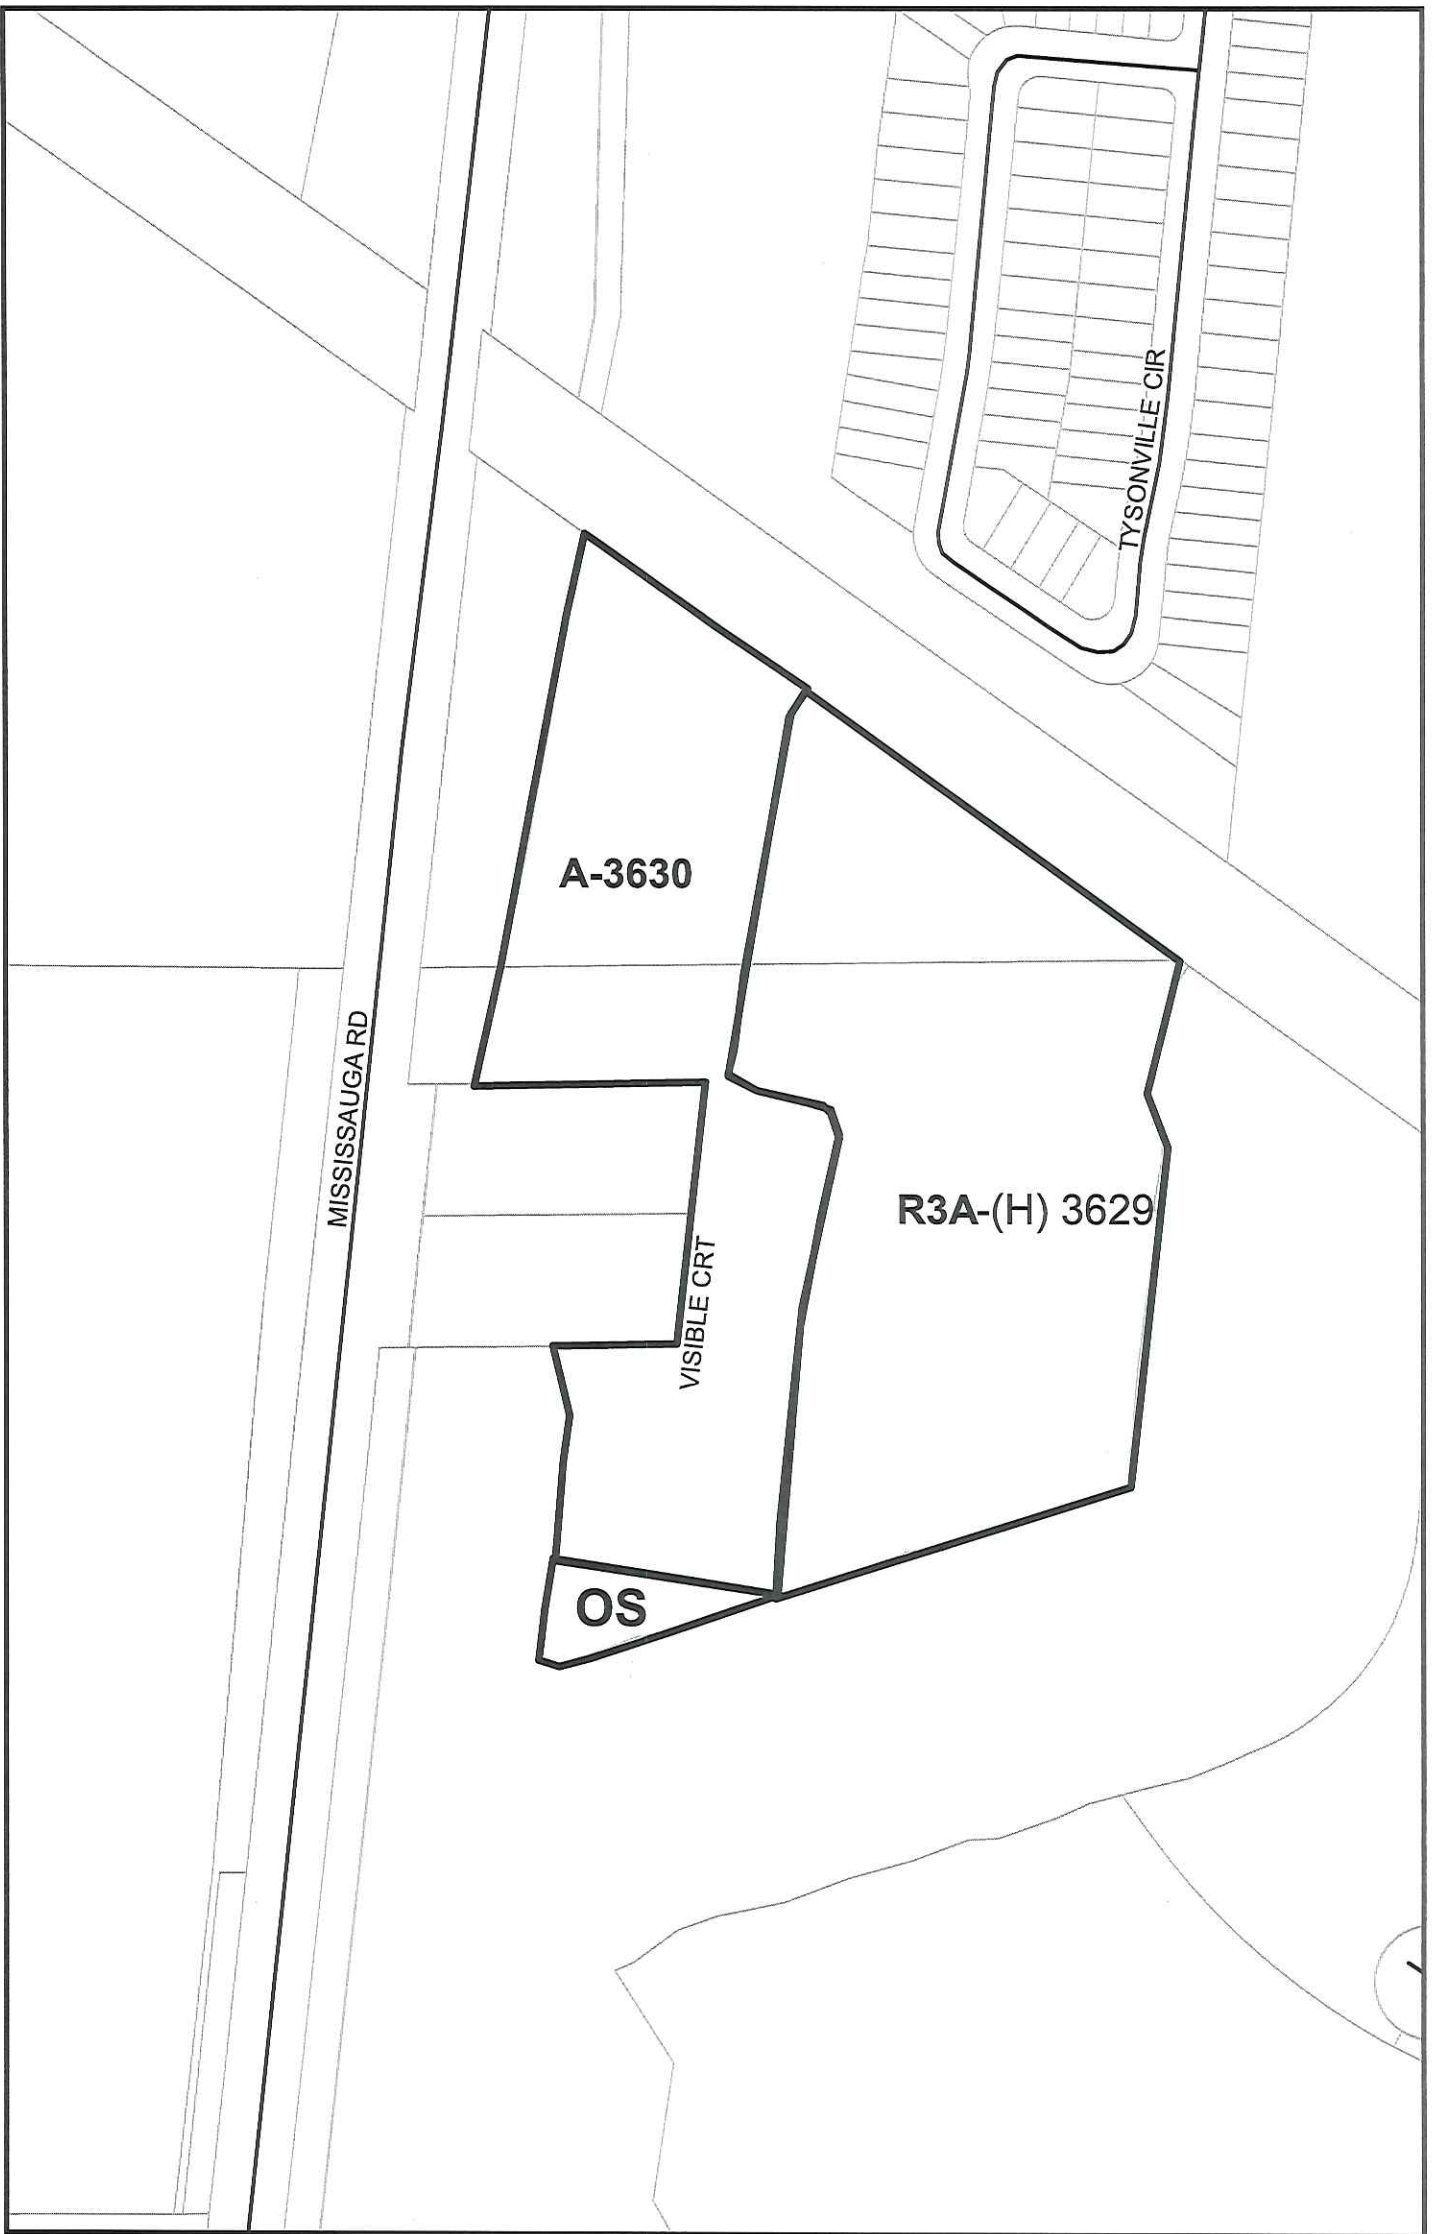 TYSONVILLE CIR
A-3630
MISSISSAUGA RD
R3A-(H) 3629
VISIBLE CRT
OS